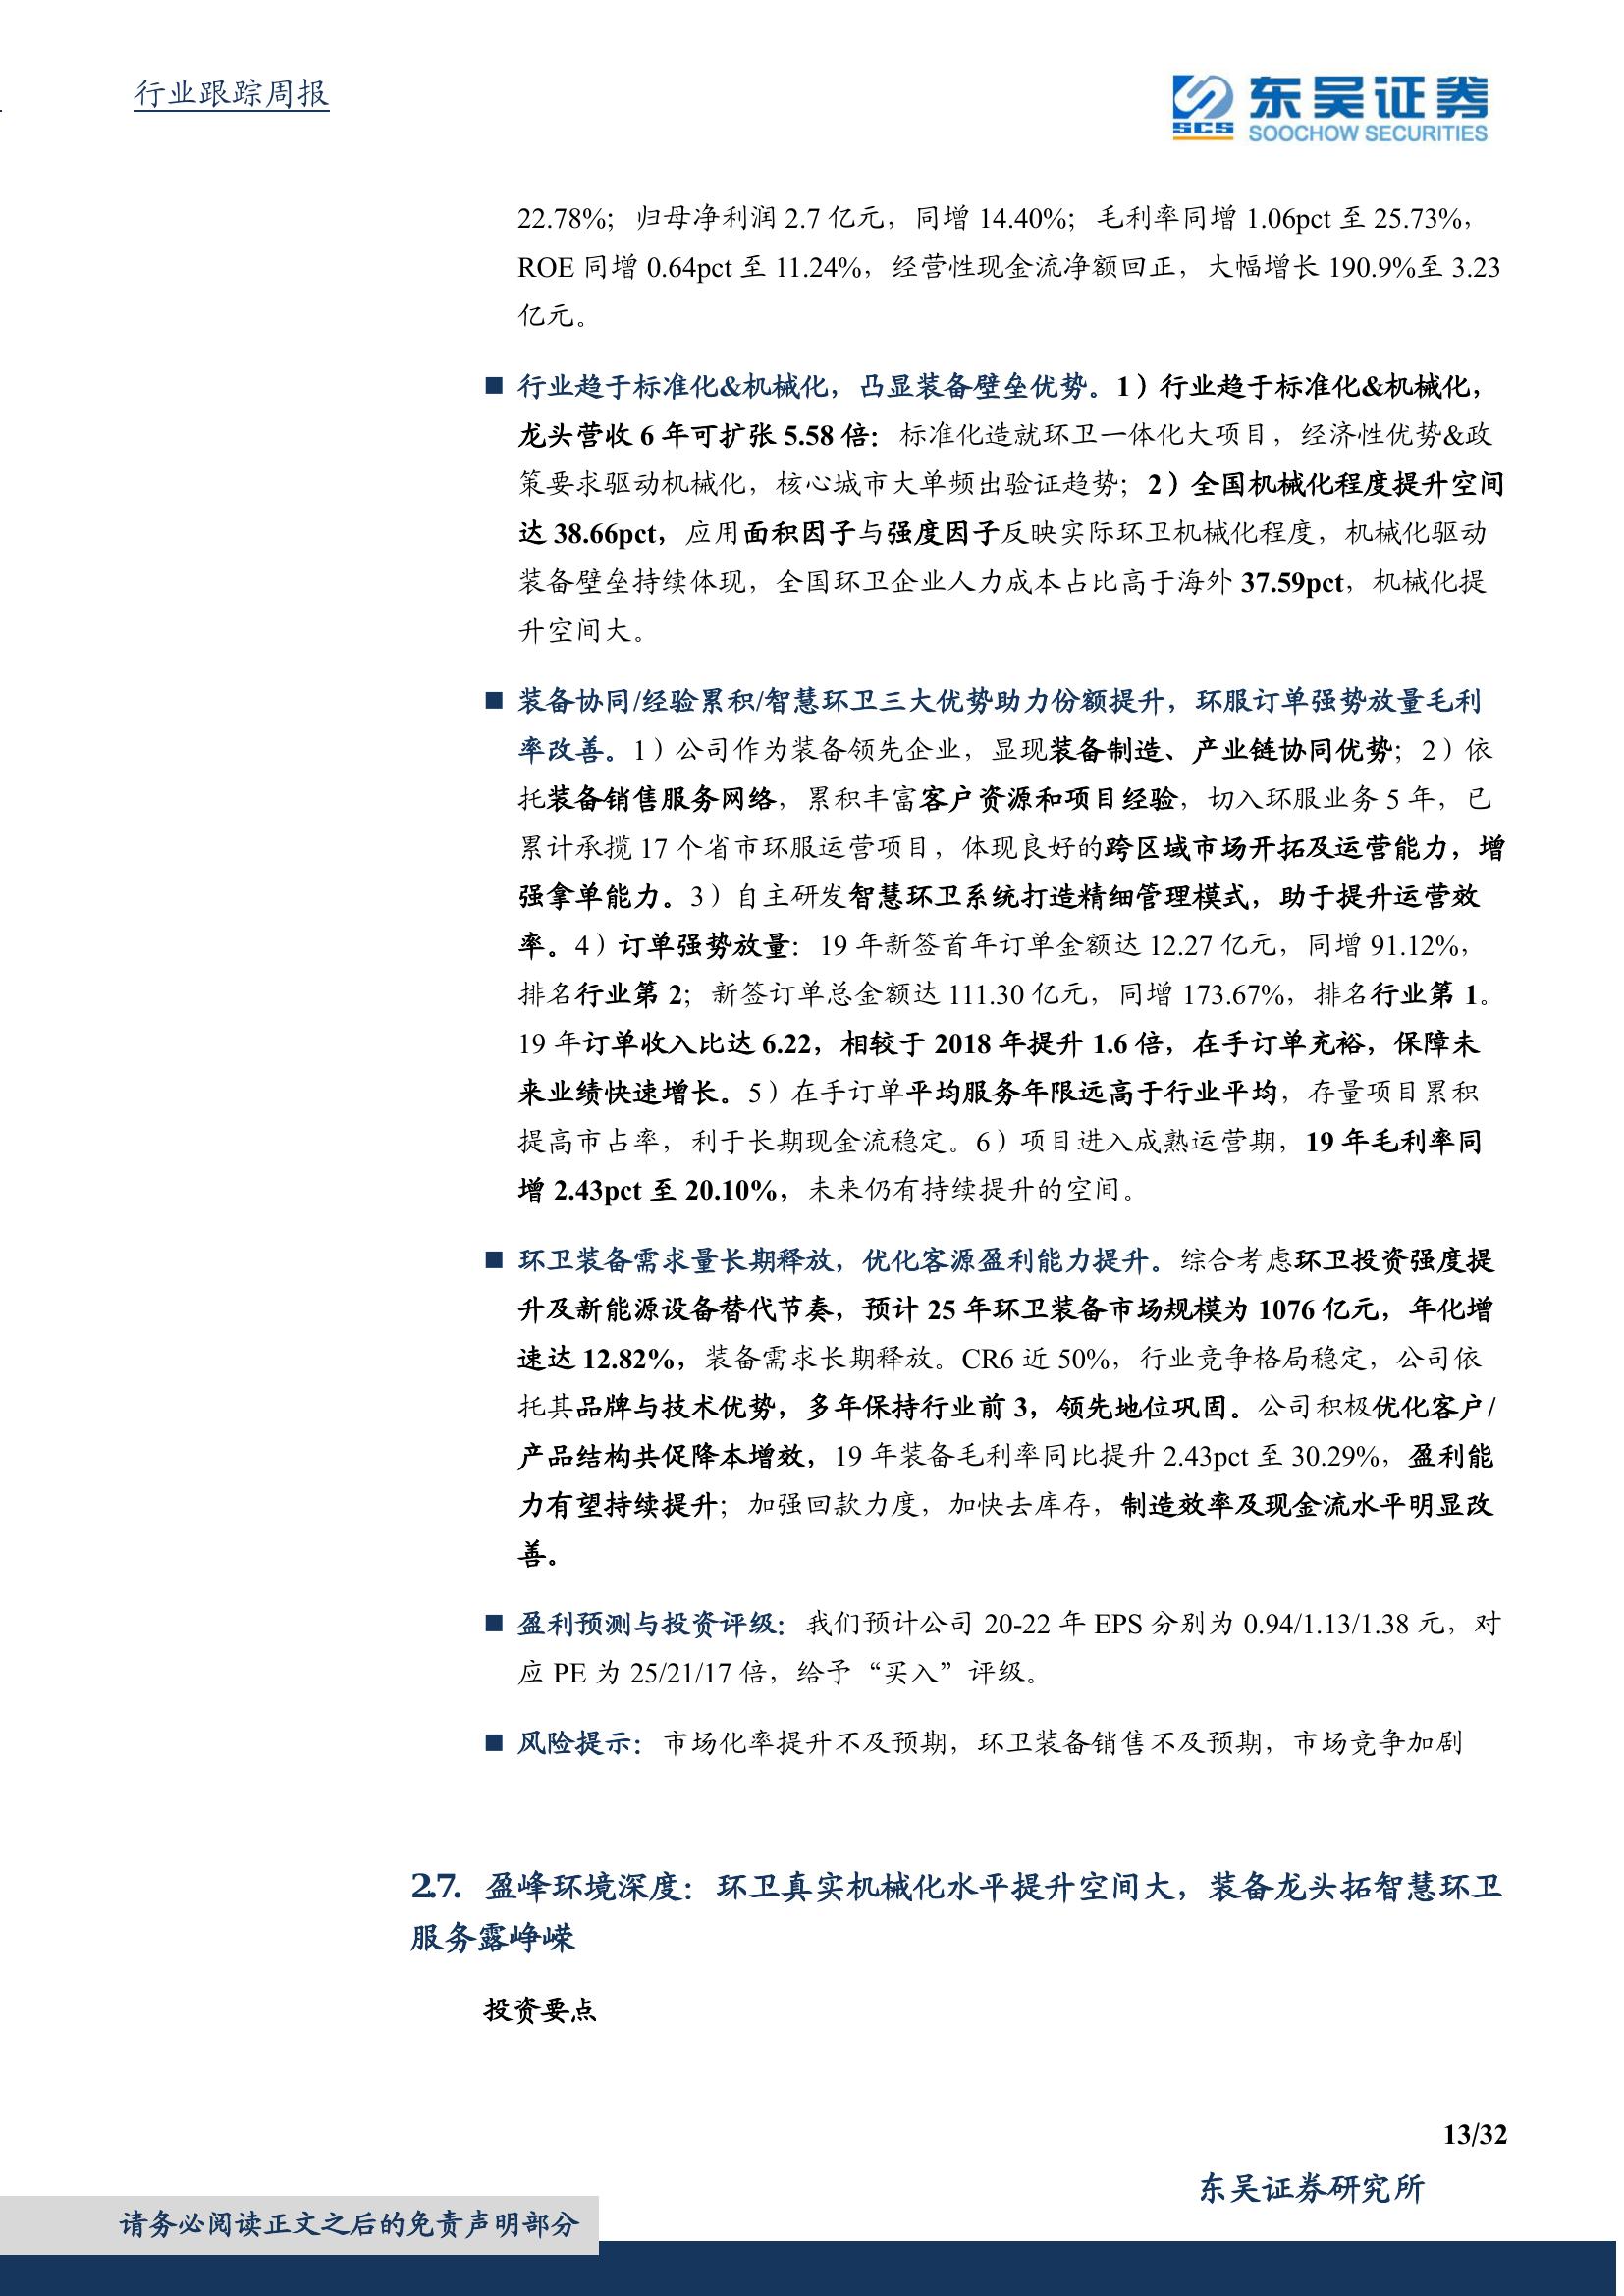 行业跟踪周报
SCS
东吴证券
SOOCHOW SECURITIES
22.78%；归母净利润 2.7 亿元，同增 14.40%；毛利率同增 1.06pct 至 25.73%，
ROE 同增 0.64pct 至 11.24%，经营性现金流净额回正，大幅增长 190.9%至 3.23
亿元。
■ 行业趋于标准化&机械化，凸显装备壁垒优势。1）行业趋于标准化&机械化，
龙头营收 6 年可扩张 5.58 倍：标准化造就环卫一体化大项目，经济性优势&政
策要求驱动机械化，核心城市大单频出验证趋势；2）全国机械化程度提升空间
达 38.66pct，应用面积因子与强度因子反映实际环卫机械化程度，机械化驱动
装备壁垒持续体现，全国环卫企业人力成本占比高于海外 37.59pct，机械化提
升空间大。
■ 装备协同/经验累积/智慧环卫三大优势助力份额提升，环服订单强势放量毛利
率改善。1）公司作为装备领先企业，显现装备制造、产业链协同优势；2）依
托装备销售服务网络，累积丰富客户资源和项目经验，切入环服业务 5 年，已
累计承揽 17 个省市环服运营项目，体现良好的跨区域市场开拓及运营能力，增
强拿单能力。3）自主研发智慧环卫系统打造精细管理模式，助于提升运营效
率。4）订单强势放量：19 年新签首年订单金额达 12.27 亿元，同增 91.12%，
排名行业第 2；新签订单总金额达 111.30 亿元，同增 173.67%，排名行业第 1。
19 年订单收入比达 6.22，相较于 2018 年提升 1.6 倍，在手订单充裕，保障未
来业绩快速增长。5）在手订单平均服务年限远高于行业平均，存量项目累积
提高市占率，利于长期现金流稳定。6）项目进入成熟运营期，19 年毛利率同
增 2.43pct 至 20.10%，未来仍有持续提升的空间。
■ 环卫装备需求量长期释放，优化客源盈利能力提升。综合考虑环卫投资强度提
升及新能源设备替代节奏，预计 25 年环卫装备市场规模为 1076 亿元，年化增
速达 12.82%，装备需求长期释放。CR6 近 50%，行业竞争格局稳定，公司依
托其品牌与技术优势，多年保持行业前 3，领先地位巩固。公司积极优化客户/
产品结构共促降本增效，19 年装备毛利率同比提升 2.43pct 至 30.29%，盈利能
力有望持续提升；加强回款力度，加快去库存，制造效率及现金流水平明显改
善。
■ 盈利预测与投资评级：我们预计公司 20-22 年 EPS 分别为 0.94/1.13/1.38 元，对
应 PE 为 25/21/17 倍，给予“买入”评级。
■ 风险提示：市场化率提升不及预期，环卫装备销售不及预期，市场竞争加剧
2.7. 盈峰环境深度：环卫真实机械化水平提升空间大，装备龙头拓智慧环卫
服务露峥嵘
投资要点
13/32
东吴证券研究所
请务必阅读正文之后的免责声明部分